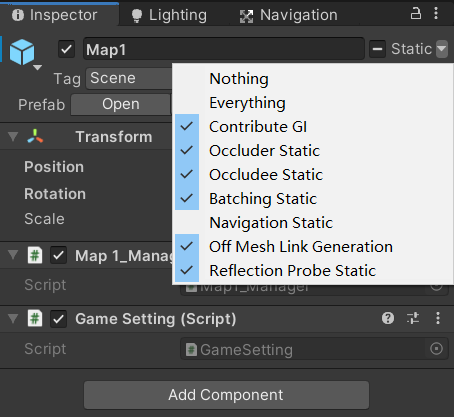 Inspector Lighting Navigation
Map1 Static
Tag Scene
Prefab Open
Nothing
Everything
Contribute GI
Occluder Static
Occludee Static
Batching Static
Navigation Static
Off Mesh Link Generation
Reflection Probe Static
Transform
Position
Rotation
Scale
Map 1_Mana
Script Map1_Manager
Game Setting (Script)
Script GameSetting
Add Component